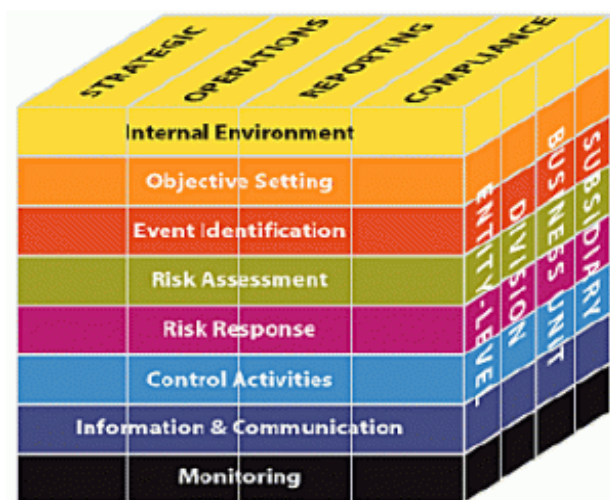 STRATEGIC
OPERATIONS
REPORTING
COMPLIANCE
Internal Environment
Objective Setting
Event Identification
Risk Assessment
Risk Response
Control Activities
Information & Communication
Monitoring
ENTITY-LEVEL
DIVISION
BUSINESS UNIT
SUBSIDIARY